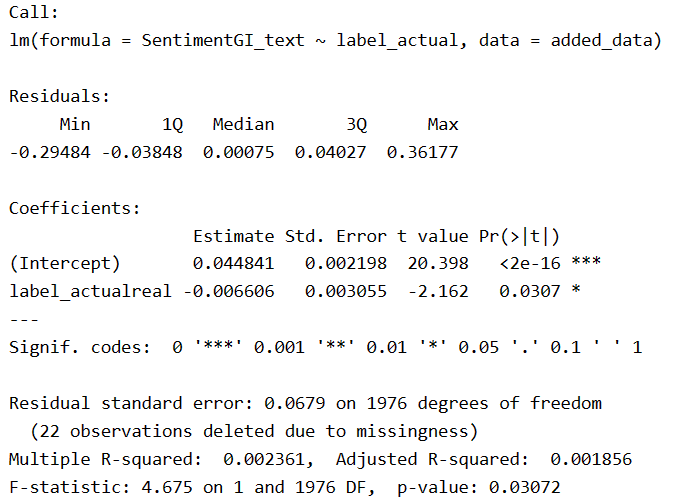 Call:
lm(formula = SentimentGI_text ~ label_actual, data = added_data)
Residuals:
     Min       1Q   Median       3Q      Max
-0.29484 -0.03848  0.00075  0.04027  0.36177
Coefficients:
                  Estimate Std. Error t value Pr(>|t|)
(Intercept)       0.044841   0.002198  20.398   <2e-16 ***
label_actualreal -0.006606   0.003055  -2.162   0.0307 *
---
Signif. codes:  0 '***' 0.001 '**' 0.01 '*' 0.05 '.' 0.1 ' ' 1
Residual standard error: 0.0679 on 1976 degrees of freedom
  (22 observations deleted due to missingness)
Multiple R-squared:  0.002361,  Adjusted R-squared:  0.001856
F-statistic: 4.675 on 1 and 1976 DF,  p-value: 0.03072